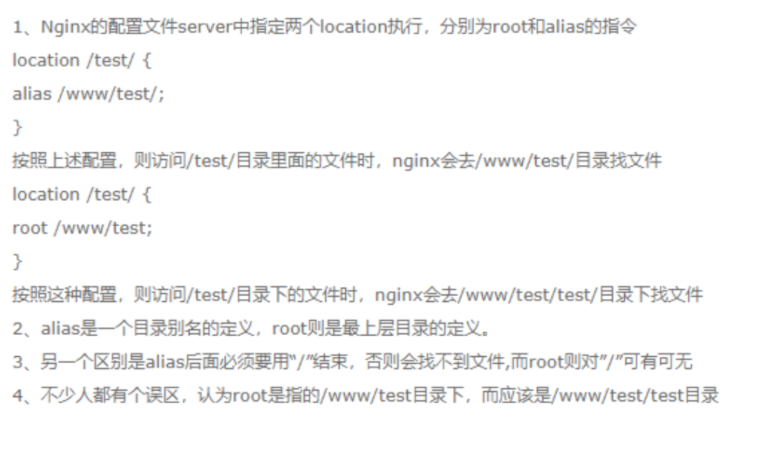 1、Nginx的配置文件server中指定两个location执行，分别为root和alias的指令
location /test/ {
alias /www/test/;
}
按照上述配置，则访问/test/目录里面的文件时，nginx会去/www/test/目录找文件
location /test/ {
root /www/test;
}
按照这种配置，则访问/test/目录下的文件时，nginx会去/www/test/test/目录下找文件
2、alias是一个目录别名的定义，root则是最上层目录的定义。
3、另一个区别是alias后面必须要用“/”结束，否则会找不到文件,而root则对”/”可有可无
4、不少人都有个误区，认为root是指的/www/test目录下，而应该是/www/test/test目录